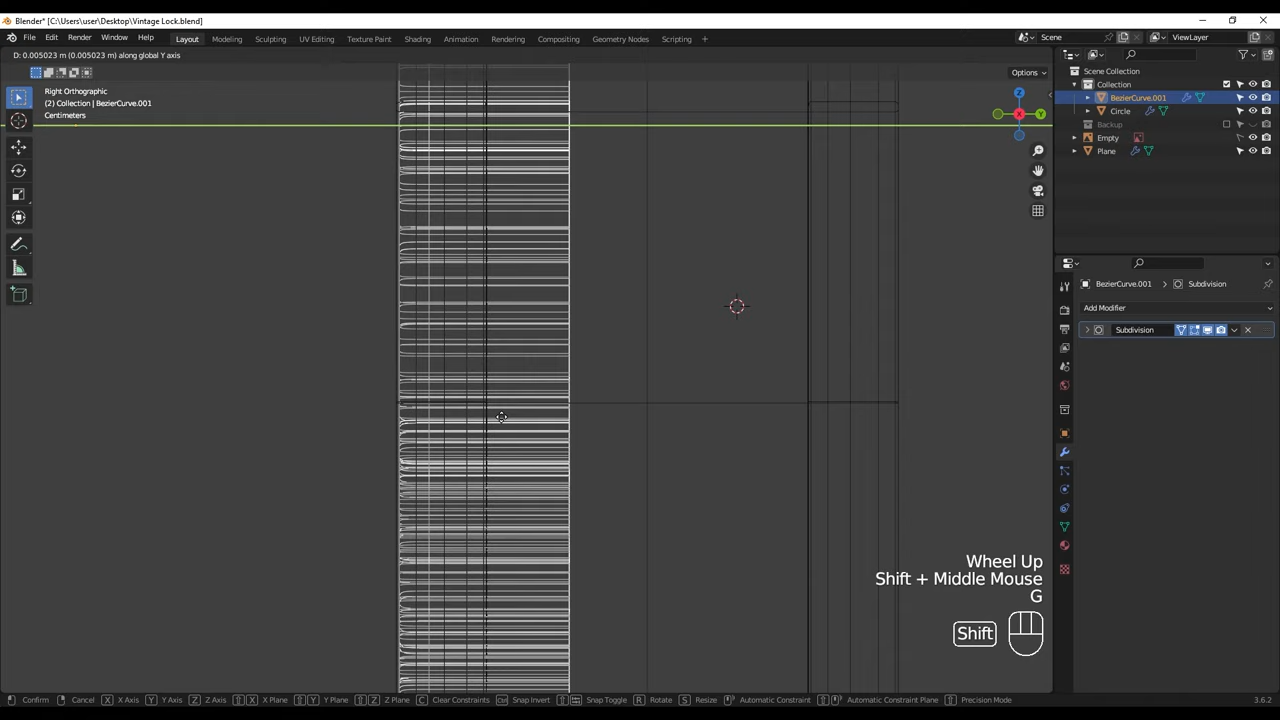 Blender* [C:\Users\user\Desktop\Vintage Lock.blend]
File Edit Render Window Help Layout Modeling Sculpting UV Editing Texture Paint Shading Animation Rendering Compositing Geometry Nodes Scripting + Scene ViewLayer
D: 0.005023 m (0.005023 m) along global Y axis
Options
Right Orthographic
(2) Collection | BezierCurve.001
Centimeters
Z
X
Y
Scene Collection
Collection
BezierCurve.001
Circle
Backup
Empty
Plane
BezierCurve.001 > Subdivision
Add Modifier
Subdivision
Wheel Up
Shift + Middle Mouse
G
Shift
Confirm Cancel X X Axis Y Y Axis Z Z Axis X X Plane Y Y Plane Z Z Plane C Clear Constraints Ctrl Snap Invert Snap Toggle R Rotate S Resize Automatic Constraint Automatic Constraint Plane Precision Mode 3.6.2